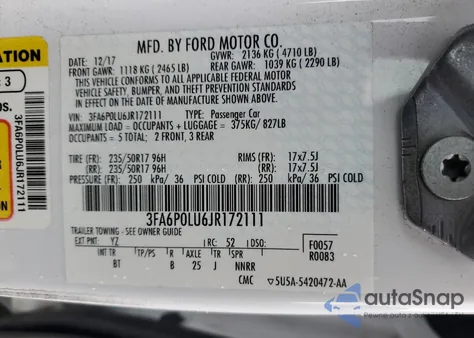 MFD. BY FORD MOTOR CO.
12/17 GVWR: 2136 KG ( 4710 LB)
FRONT GAWR: 1118 KG ( 2465 LB) REAR GAWR: 1039 KG ( 2290 LB)
THIS VEHICLE CONFORMS TO ALL APPLICABLE FEDERAL MOTOR
VEHICLE SAFETY, BUMPER, AND THEFT PREVENTION STANDARDS
IN EFFECT ON THE DATE OF MANUFACTURE SHOWN ABOVE.
VIN: 3FA6P0LU6JR172111 TYPE: Passenger Car
MAXIMUM LOAD = OCCUPANTS + LUGGAGE = 375KG/ 827LB
OCCUPANTS = 5 TOTAL; 2 FRONT, 3 REAR
TIRE (FR): 235/50R17 96H RIMS (FR): 17x7.5J
TIRE (RR): 235/50R17 96H RIMS (RR): 17x7.5J
PRESSURE (FR): 250 kPa/ 36 PSI COLD (RR): 250 kPa/ 36 PSI COLD
3FA6P0LU6JR172111
TRAILER TOWING - SEE OWNER GUIDE
EXT PNT: YZ RC: 52 DSO: F0057
R0083
INT TR TP/PS R AXLE TR SPR
BT B 25 J NNRR
CMC 5U5A-5420472-AA
ATION
: 3
os.
3FA6P0LU6JR172111
autoSnap